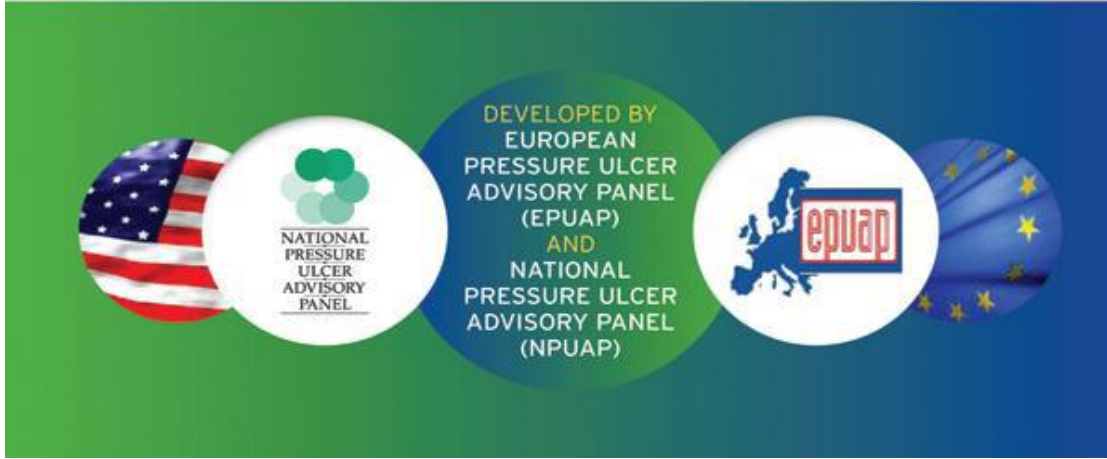 NATIONAL
PRESSURE
ULCER
ADVISORY
PANEL
DEVELOPED BY
EUROPEAN
PRESSURE ULCER
ADVISORY PANEL
(EPUAP)
AND
NATIONAL
PRESSURE ULCER
ADVISORY PANEL
(NPUAP)
epuap